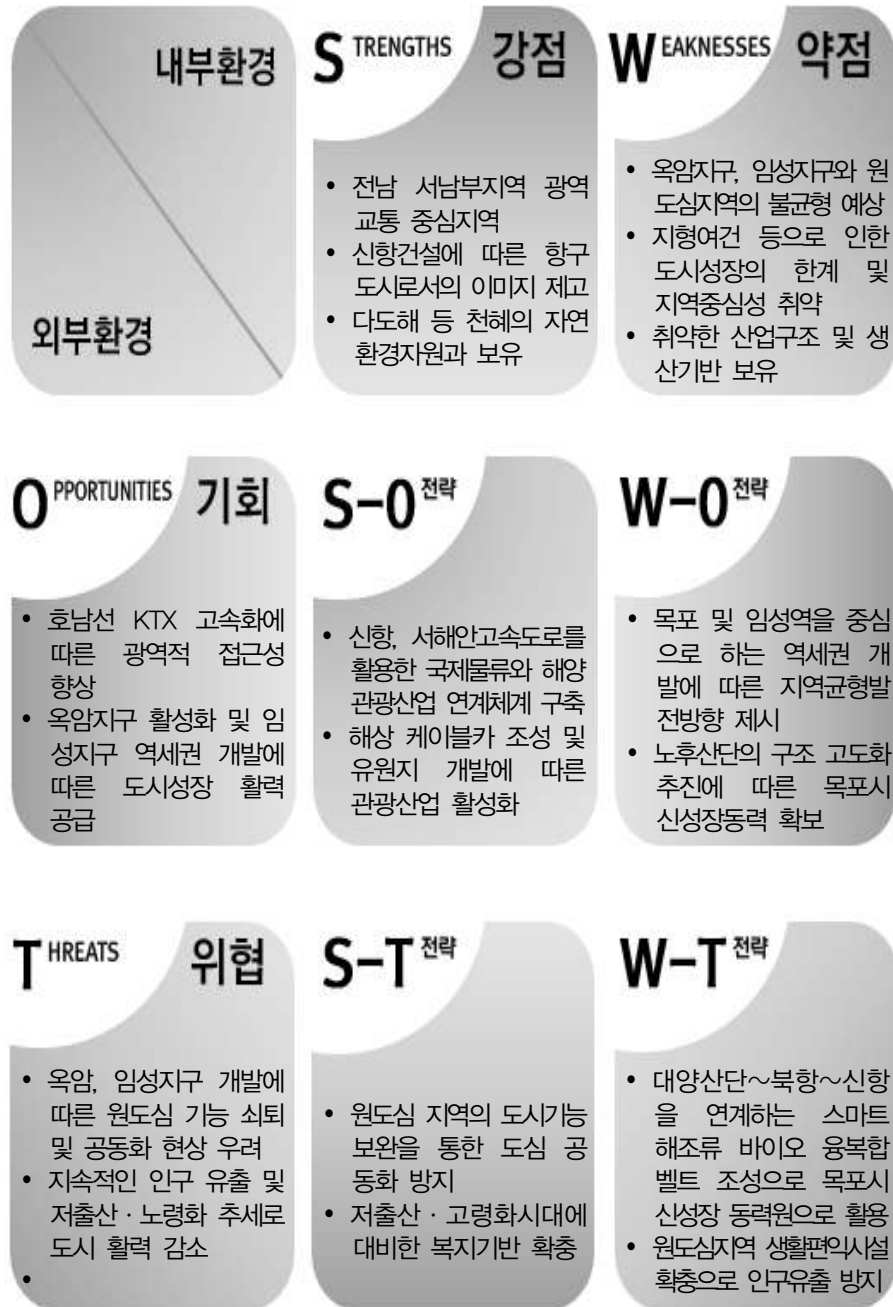 내부환경
외부환경
STRENGTHS 강점
• 전남 서남부지역 광역
교통 중심지역
• 신항건설에 따른 항구
도시로서의 이미지 제고
• 다도해 등 천혜의 자연
환경자원과 보유
WEAKNESSES 약점
• 옥암지구, 임성지구와 원
도심지역의 불균형 예상
• 지형여건 등으로 인한
도시성장의 한계 및
지역중심성 취약
• 취약한 산업구조 및 생
산기반 보유
OPPORTUNITIES 기회
• 호남선 KTX 고속화에
따른 광역적 접근성
향상
• 옥암지구 활성화 및 임
성지구 역세권 개발에
따른 도시성장 활력
공급
S-O전략
• 신항, 서해안고속도로를
활용한 국제물류와 해양
관광산업 연계체계 구축
• 해상 케이블카 조성 및
유원지 개발에 따른
관광산업 활성화
W-O전략
• 목포 및 임성역을 중심
으로 하는 역세권 개
발에 따른 지역균형발
전방향 제시
• 노후산단의 구조 고도화
추진에 따른 목포시
신성장동력 확보
THREATS 위협
• 옥암, 임성지구 개발에
따른 원도심 기능 쇠퇴
및 공동화 현상 우려
• 지속적인 인구 유출 및
저출산·노령화 추세로
도시 활력 감소
•
S-T전략
• 원도심 지역의 도시기능
보완을 통한 도심 공
동화 방지
• 저출산·고령화시대에
대비한 복지기반 확충
W-T전략
• 대양산단~북항~신항
을 연계하는 스마트
해조류 바이오 융복합
벨트 조성으로 목포시
신성장 동력원으로 활용
• 원도심지역 생활편익시설
확충으로 인구유출 방지